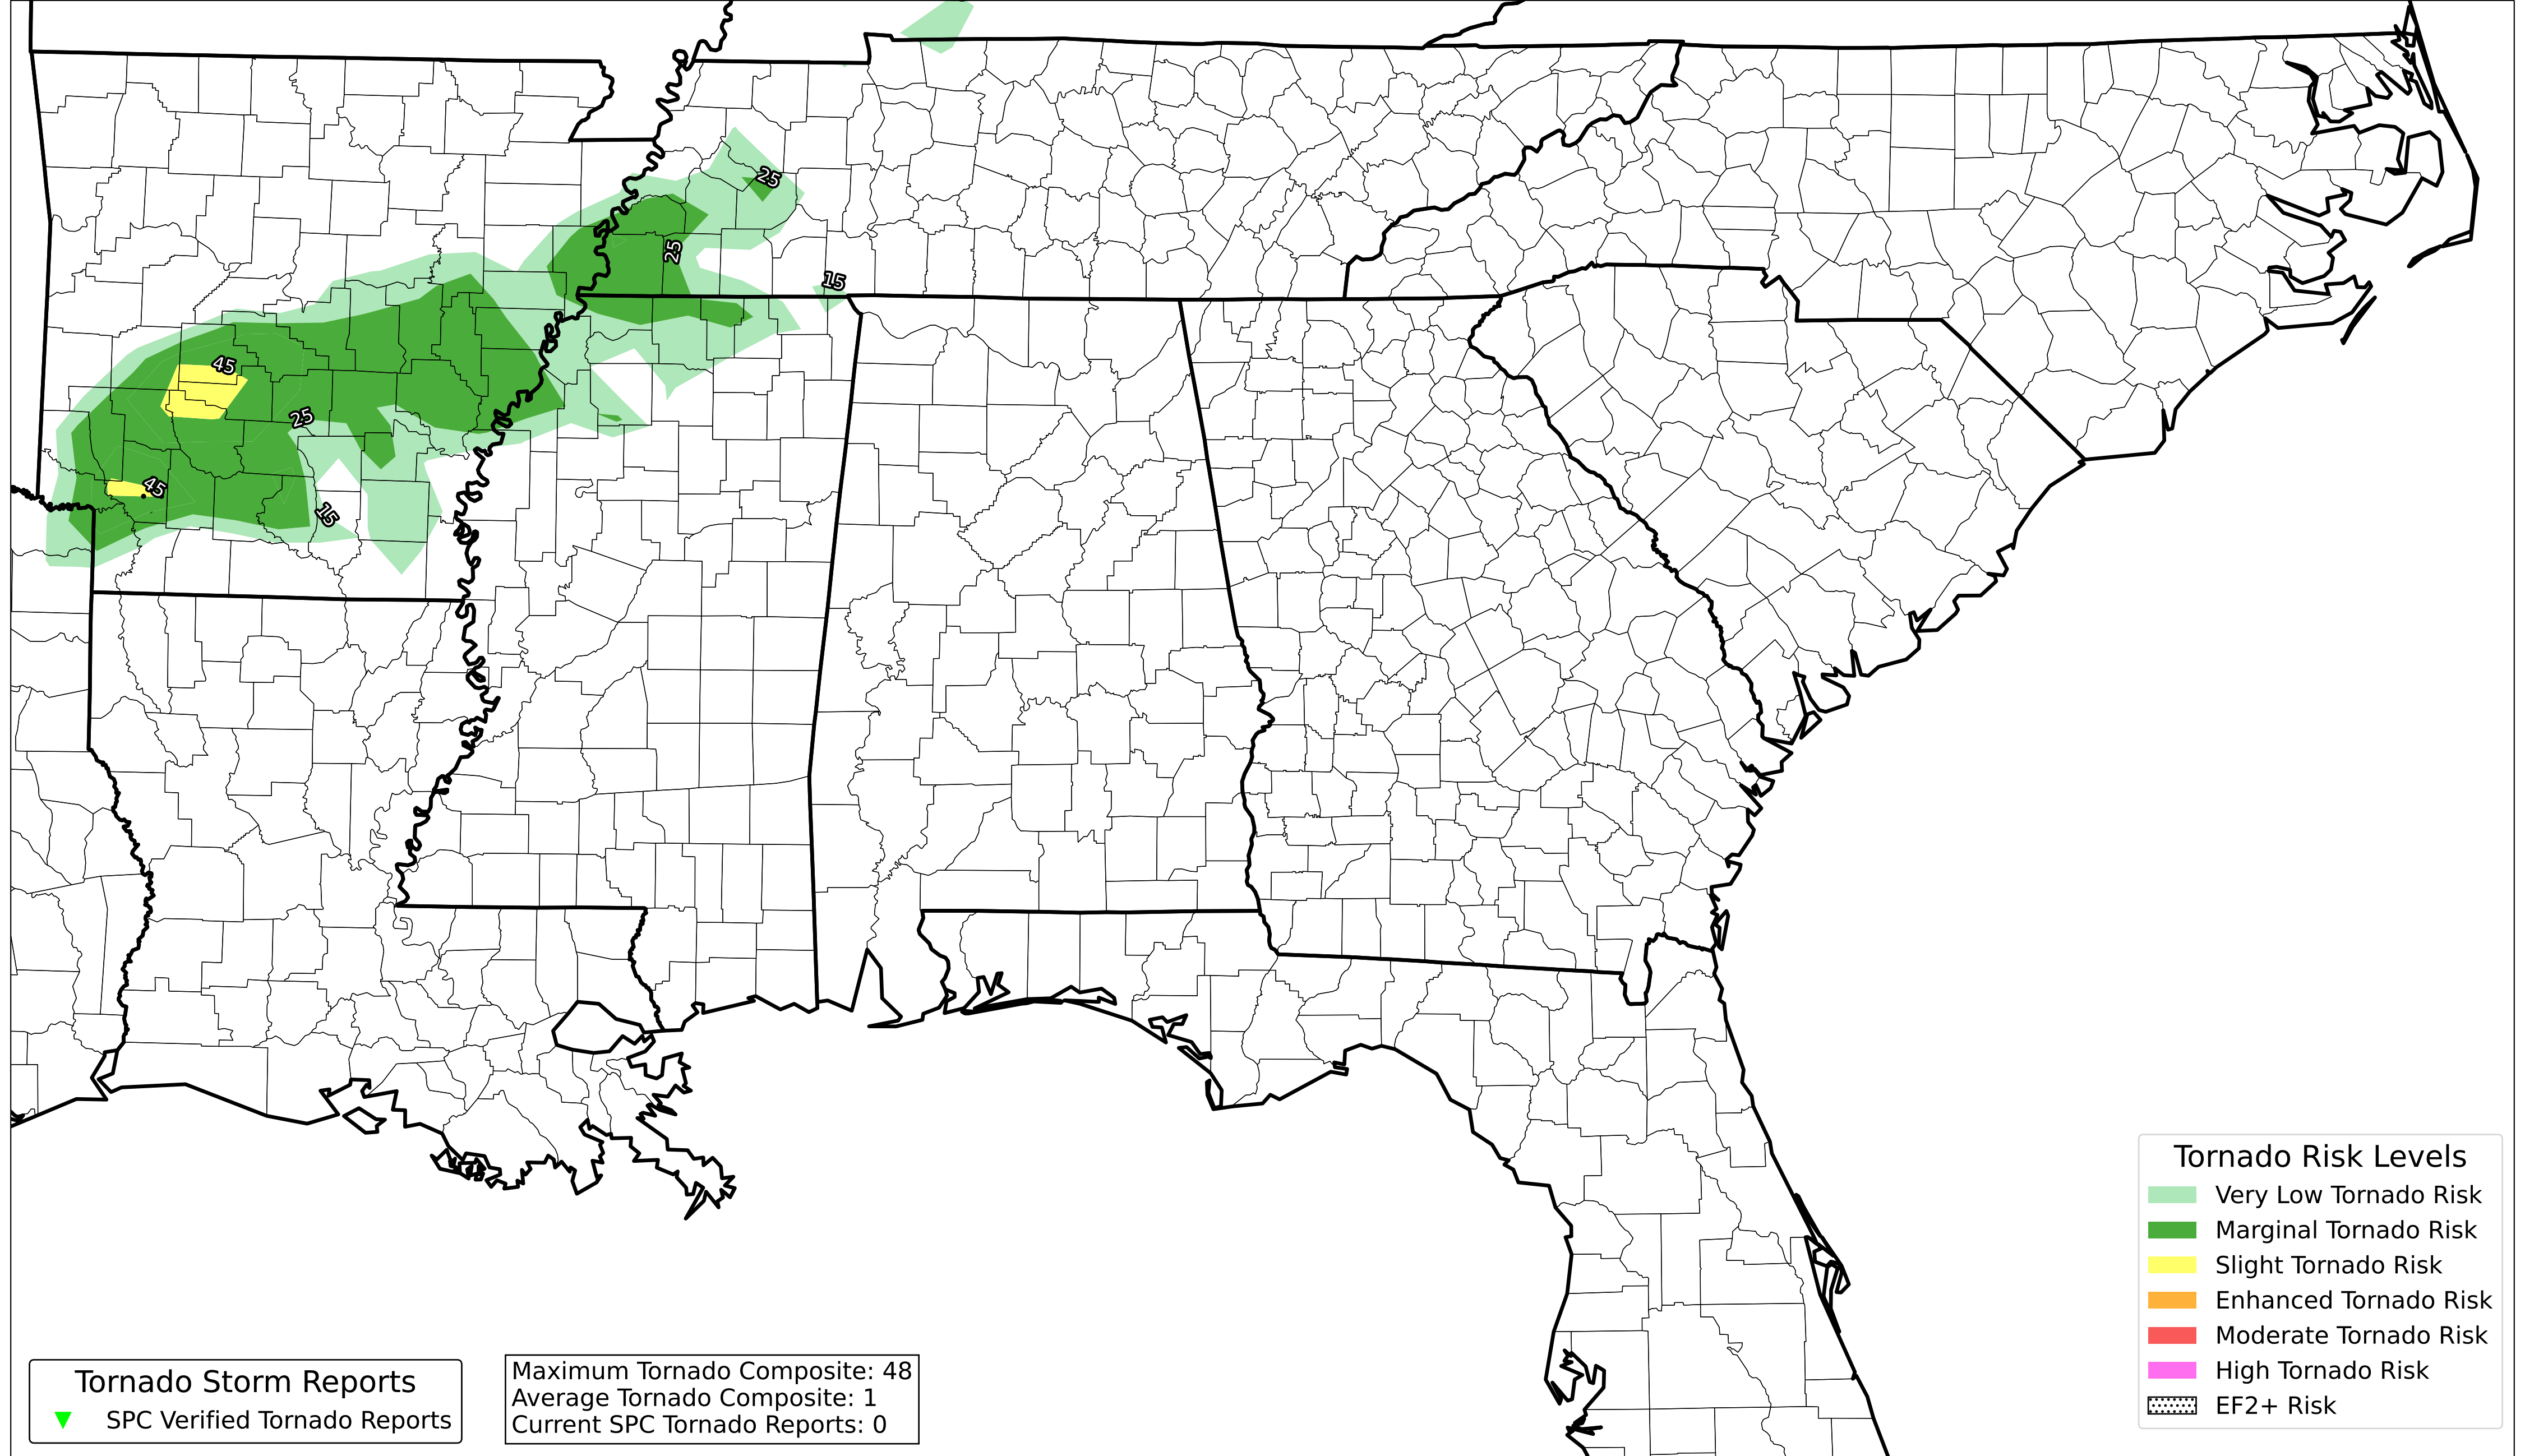 25
25
15
45
25
45
15
Tornado Risk Levels
Very Low Tornado Risk
Marginal Tornado Risk
Slight Tornado Risk
Enhanced Tornado Risk
Moderate Tornado Risk
High Tornado Risk
EF2+ Risk
Tornado Storm Reports
SPC Verified Tornado Reports
Maximum Tornado Composite: 48
Average Tornado Composite: 1
Current SPC Tornado Reports: 0